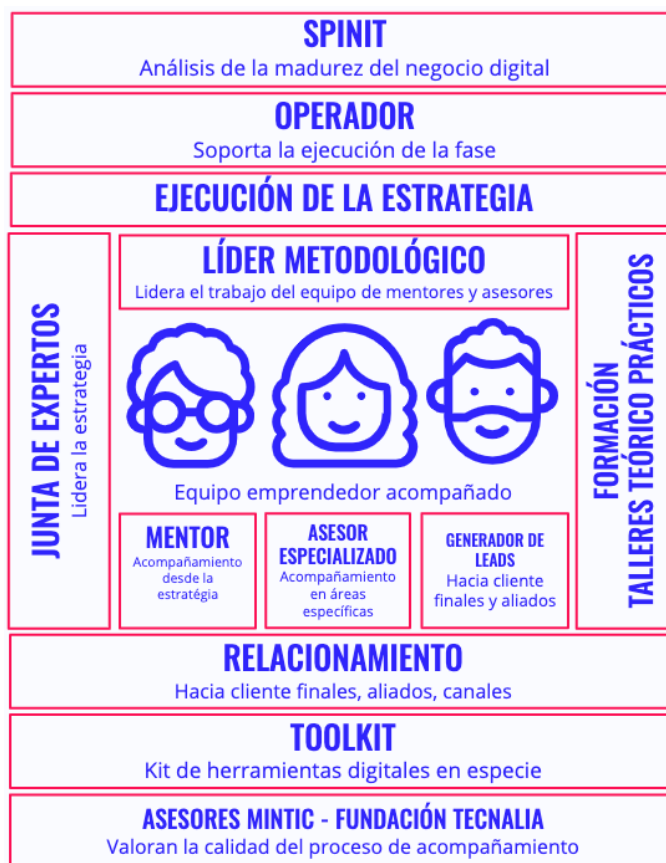 SPINIT
Análisis de la madurez del negocio digital
OPERADOR
Soporta la ejecución de la fase
EJECUCIÓN DE LA ESTRATEGIA
JUNTA DE EXPERTOS
Lidera la estrategia
LÍDER METODOLÓGICO
Lidera el trabajo del equipo de mentores y asesores
Equipo emprendedor acompañado
MENTOR
Acompañamiento
desde la
estratégia
ASESOR
ESPECIALIZADO
Acompañamiento
en áreas
específicas
GENERADOR DE
LEADS
Hacia cliente
finales y aliados
FORMACIÓN
TALLERES TEÓRICO PRÁCTICOS
RELACIONAMIENTO
Hacia cliente finales, aliados, canales
TOOLKIT
Kit de herramientas digitales en especie
ASESORES MINTIC - FUNDACIÓN TECNALIA
Valoran la calidad del proceso de acompañamiento